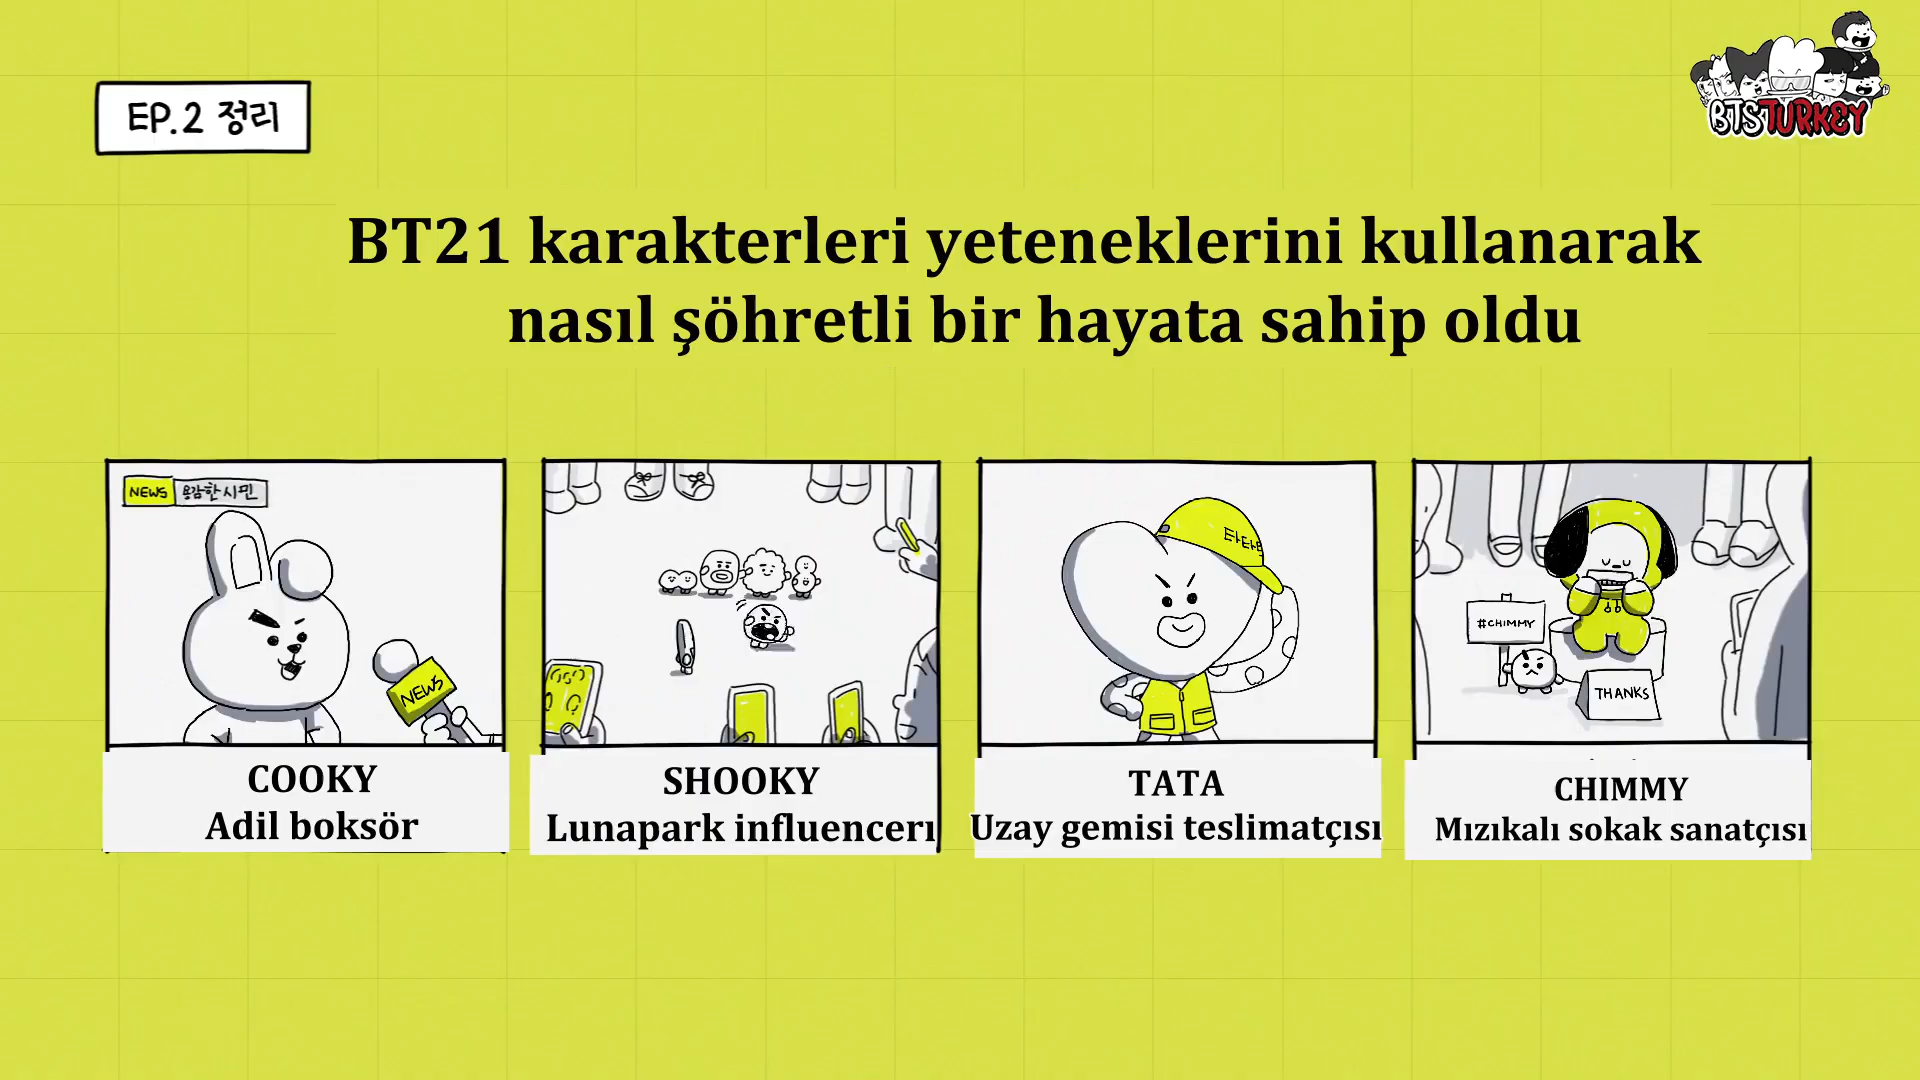 EP.2 정리
BTSTURKEY
BT21 karakterleri yeteneklerini kullanarak
nasıl şöhretli bir hayata sahip oldu
NEWS 용감한 시민
NEWS
COOKY
Adil boksör
SHOOKY
Lunapark influencerı
타타트
TATA
Uzay gemisi teslimatçısı
#CHIMMY
THANKS
CHIMMY
Mızıkalı sokak sanatçısı